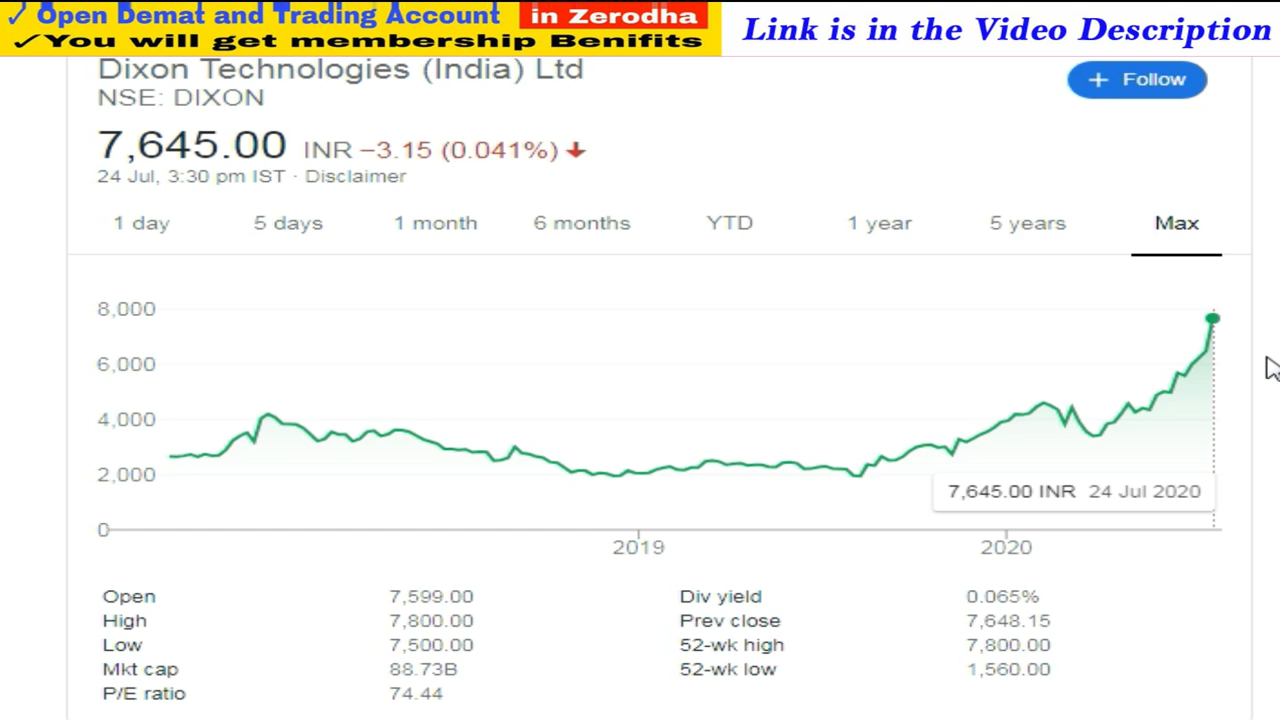 ✓ Open Demat and Trading Account in Zerodha
✓You will get membership Benifits
Link is in the Video Description
Dixon Technologies (India) Ltd
NSE: DIXON
+ Follow
7,645.00 INR −3.15 (0.041%) ↓
24 Jul, 3:30 pm IST · Disclaimer
1 day 5 days 1 month 6 months YTD 1 year 5 years Max
8,000
6,000
4,000
2,000
7,645.00 INR 24 Jul 2020
0
2019 2020
Open 7,599.00 Div yield 0.065%
High 7,800.00 Prev close 7,648.15
Low 7,500.00 52-wk high 7,800.00
Mkt cap 88.73B 52-wk low 1,560.00
P/E ratio 74.44